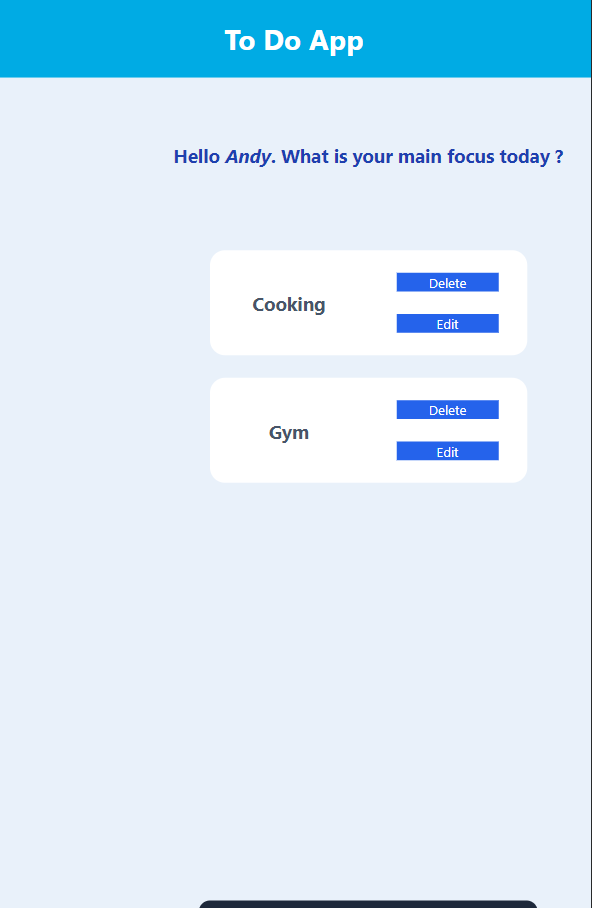 To Do App
Hello Andy. What is your main focus today ?
Cooking
Delete
Edit
Gym
Delete
Edit